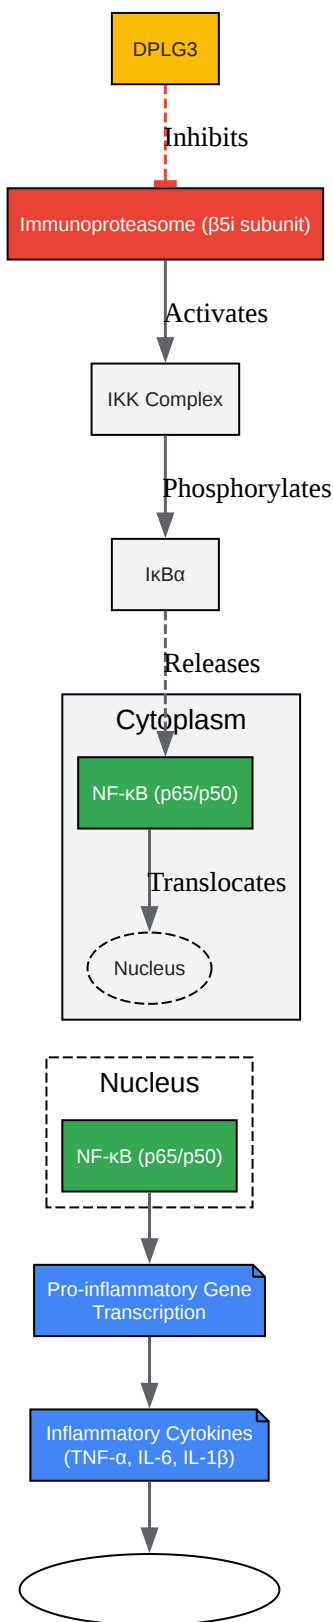 DPLG3
Inhibits
Immunoproteasome (β5i subunit)
Activates
IKK Complex
Phosphorylates
IκBα
Releases
Cytoplasm
NF-κB (p65/p50)
Translocates
Nucleus
Nucleus
NF-κB (p65/p50)
Pro-inflammatory Gene
Transcription
Inflammatory Cytokines
(TNF-α, IL-6, IL-1β)